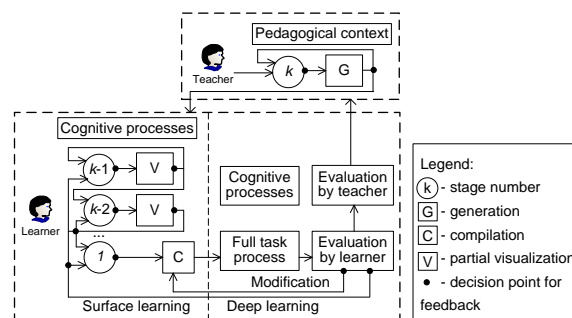 Pedagogical context
Teacher
k
G
Cognitive processes
k-1
V
Learner
k-2
V
...
1
C
Cognitive
processes
Evaluation
by teacher
Full task
process
Evaluation
by learner
Modification
Surface learning
Deep learning
Legend:
k - stage number
G - generation
C - compilation
V - partial visualization
- decision point for
feedback